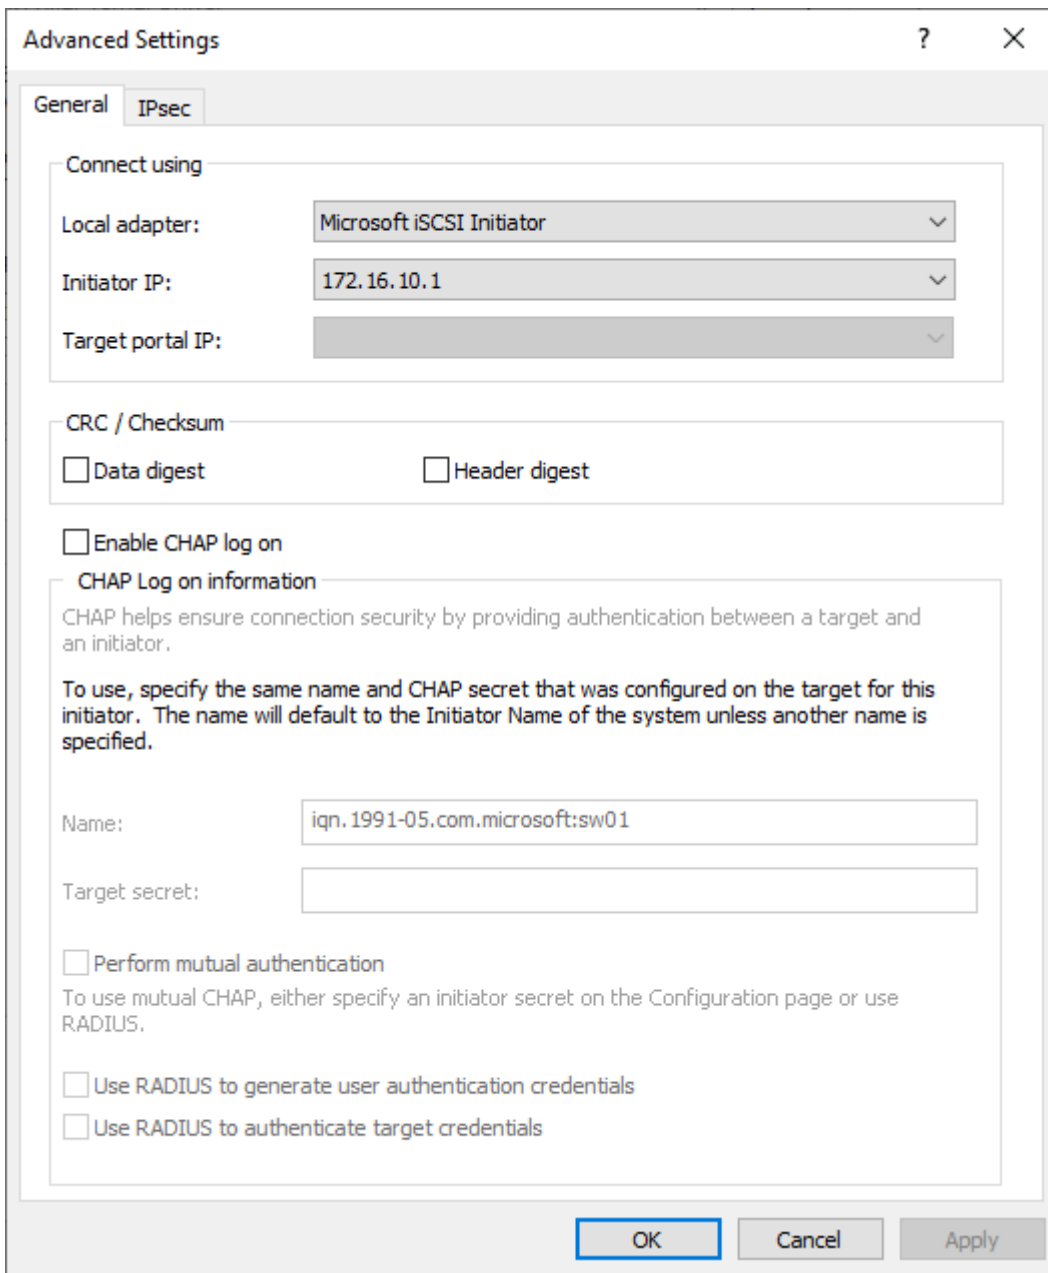 Advanced Settings
?
General
IPsec
Connect using
Local adapter:
Microsoft iSCSI Initiator
Initiator IP:
172.16.10.1
Target portal IP:
CRC / Checksum
Data digest
Header digest
Enable CHAP log on
CHAP Log on information
CHAP helps ensure connection security by providing authentication between a target and
an initiator.
To use, specify the same name and CHAP secret that was configured on the target for this
initiator.  The name will default to the Initiator Name of the system unless another name is
specified.
Name:
iqn.1991-05.com.microsoft:sw01
Target secret:
Perform mutual authentication
To use mutual CHAP, either specify an initiator secret on the Configuration page or use
RADIUS.
Use RADIUS to generate user authentication credentials
Use RADIUS to authenticate target credentials
OK
Cancel
Apply